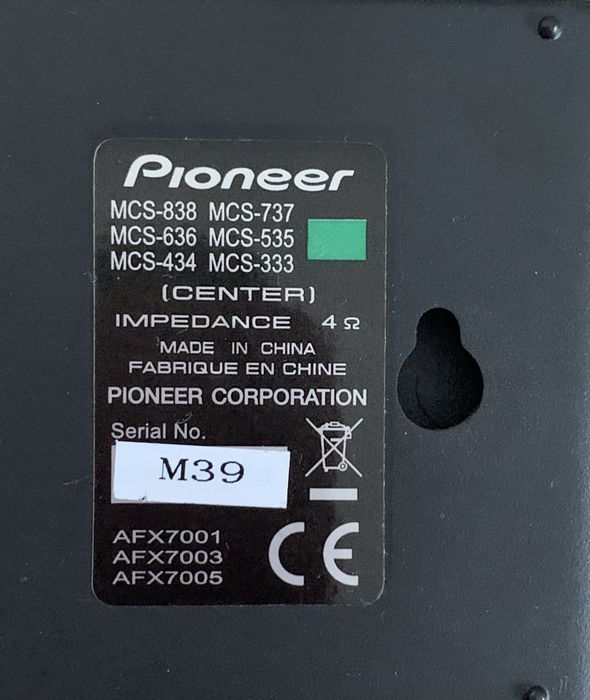 Pioneer
MCS-838 MCS-737
MCS-636 MCS-535
MCS-434 MCS-333
(CENTER)
IMPEDANCE 4 Ω
MADE IN CHINA
FABRIQUE EN CHINE
PIONEER CORPORATION
Serial No.
M39
AFX7001
AFX7003
AFX7005
CE